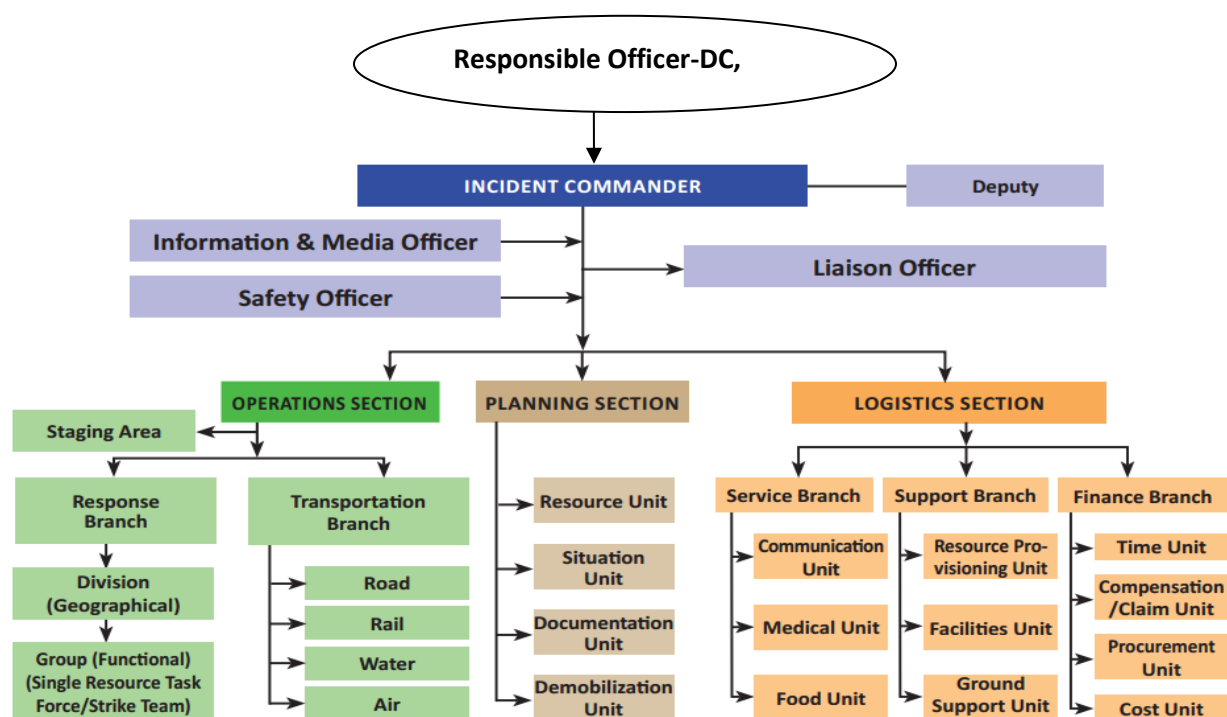 Responsible Officer-DC,
INCIDENT COMMANDER
Deputy
Information & Media Officer
Liaison Officer
Safety Officer
OPERATIONS SECTION
PLANNING SECTION
LOGISTICS SECTION
Staging Area
Response
Branch
Transportation
Branch
Division
(Geographical)
Group (Functional)
(Single Resource Task
Force/Strike Team)
Road
Rail
Water
Air
Resource Unit
Situation
Unit
Documentation
Unit
Demobilization
Unit
Service Branch
Communication
Unit
Medical Unit
Food Unit
Support Branch
Resource Pro-
visioning Unit
Facilities Unit
Ground
Support Unit
Finance Branch
Time Unit
Compensation
/Claim Unit
Procurement
Unit
Cost Unit